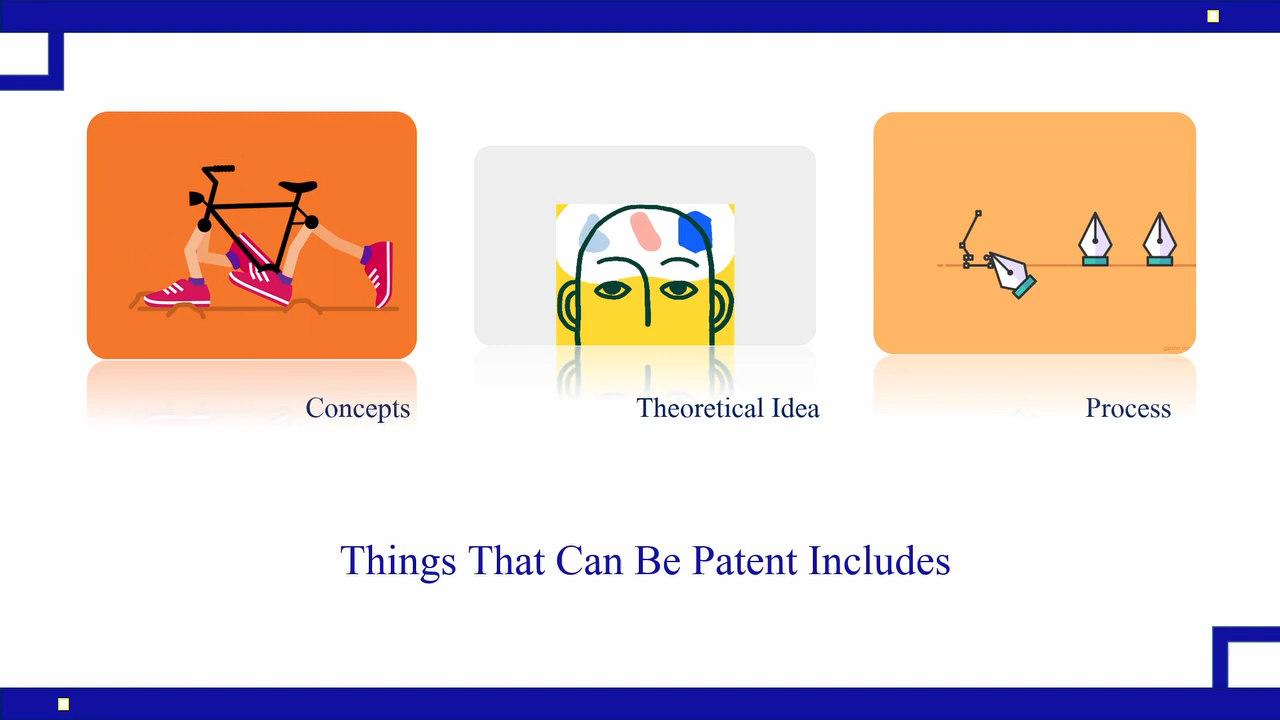 Concepts
Theoretical Idea
Process
Things That Can Be Patent Includes